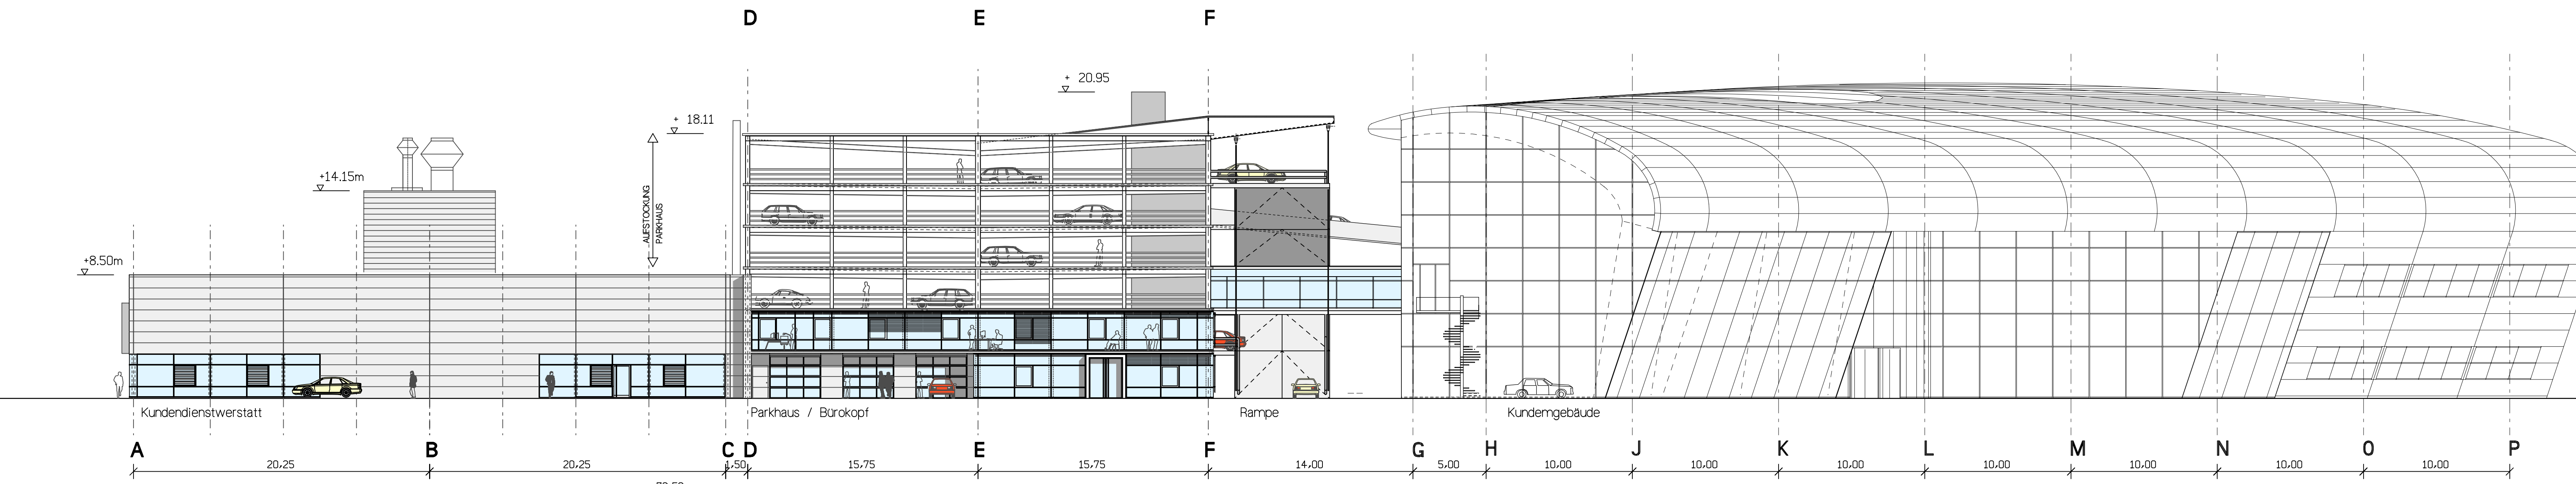 D E F
+ 20.95
+ 18.11
+14.15m
AUFSTOCKUNG
PARKHAUS
+8.50m
Kundendienstwerstatt
Parkhaus / Bürokopf
Rampe
Kundemgebäude
A B C D E F G H J K L M N O P
20,25 20,25 1,50 15,75 15,75 14,00 5,00 10,00 10,00 10,00 10,00 10,00 10,00 10,00